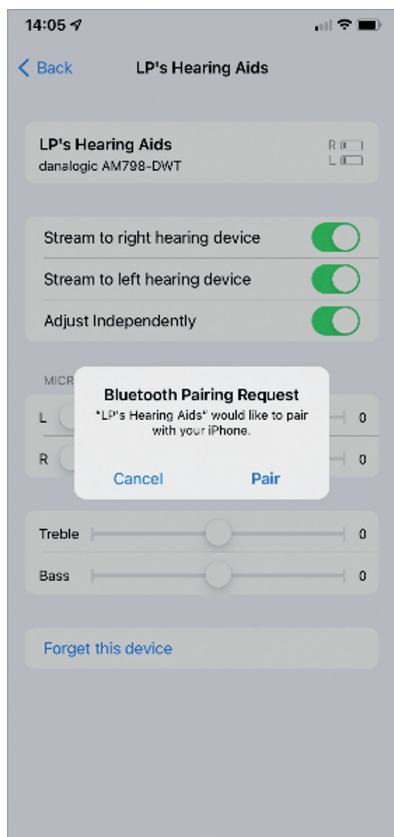 14:05
Back LP's Hearing Aids
LP's Hearing Aids R
danalogic AM798-DWT L
Stream to right hearing device
Stream to left hearing device
Adjust Independently
MICR
Bluetooth Pairing Request
"LP's Hearing Aids" would like to pair
with your iPhone.
L 0
R 0
Cancel Pair
Treble 0
Bass 0
Forget this device